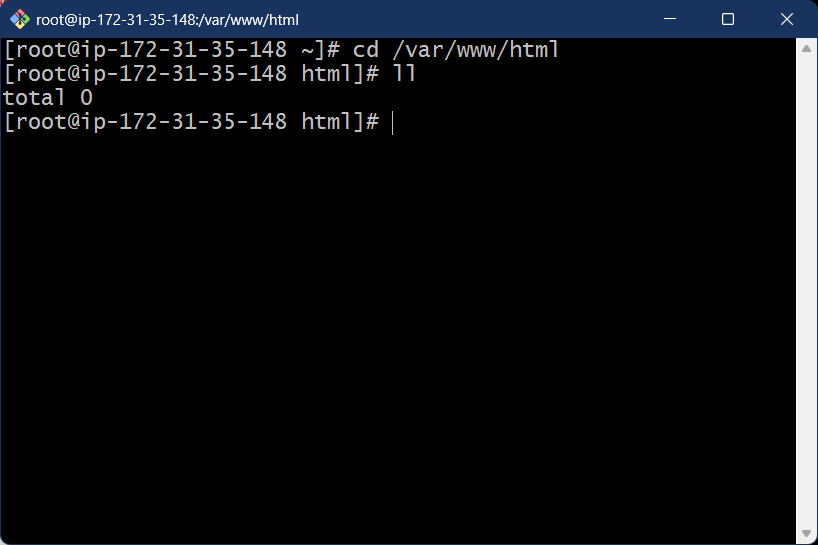 root@ip-172-31-35-148:/var/www/html
[root@ip-172-31-35-148 ~]# cd /var/www/html
[root@ip-172-31-35-148 html]# ll
total 0
[root@ip-172-31-35-148 html]#